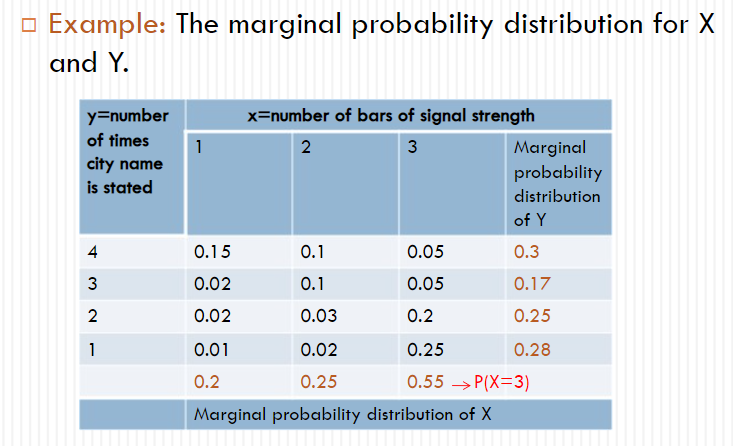 Example: The marginal probability distribution for X
and Y.
y=number
of times
city name
is stated
x=number of bars of signal strength
1 2 3 Marginal
probability
distribution
of Y
4 0.15 0.1 0.05 0.3
3 0.02 0.1 0.05 0.17
2 0.02 0.03 0.2 0.25
1 0.01 0.02 0.25 0.28
0.2 0.25 0.55 → P(X=3)
Marginal probability distribution of X